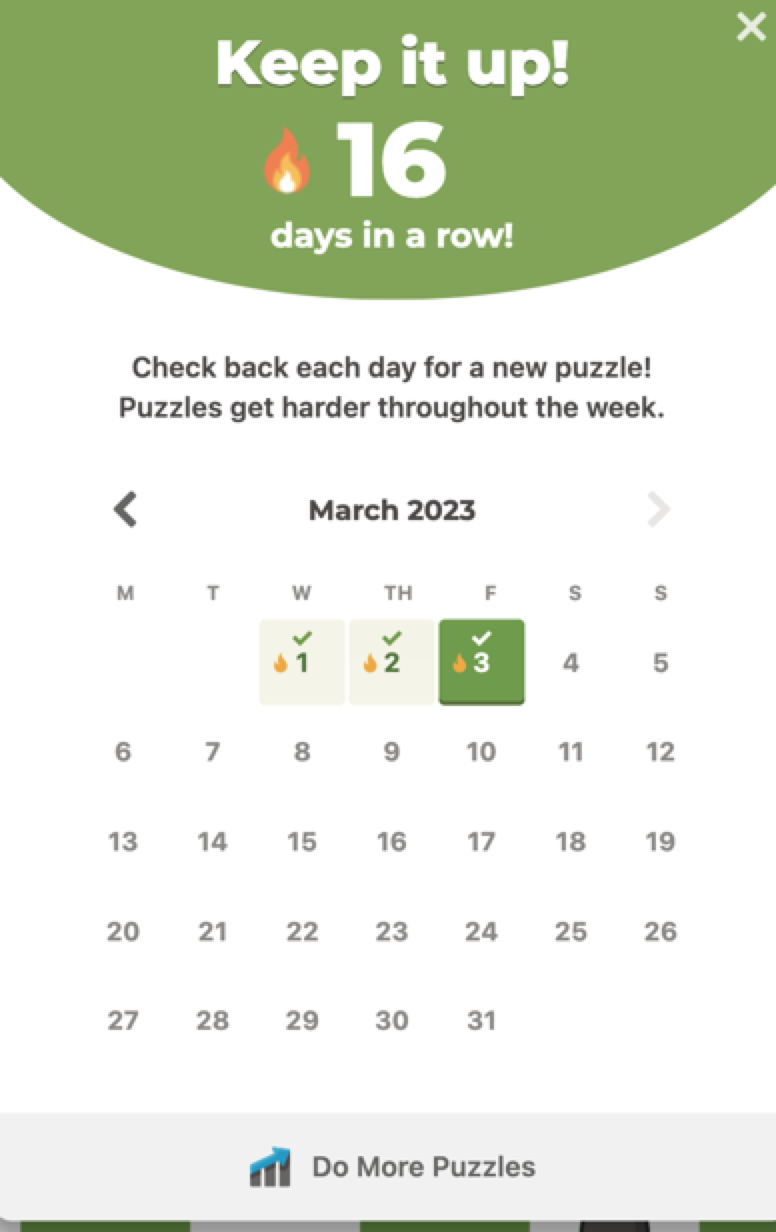 Keep it up!
16
days in a row!
Check back each day for a new puzzle!
Puzzles get harder throughout the week.
March 2023
M T W TH F S S
1 2 3 4 5
6 7 8 9 10 11 12
13 14 15 16 17 18 19
20 21 22 23 24 25 26
27 28 29 30 31
Do More Puzzles